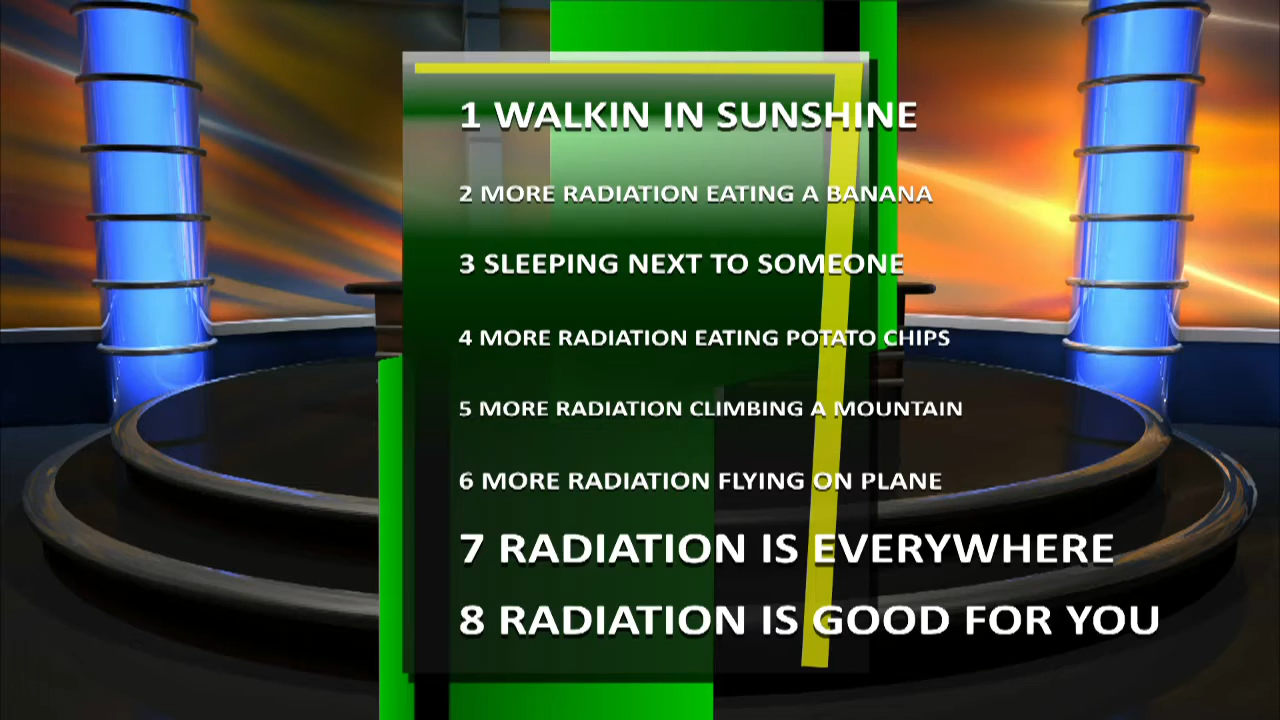 1 WALKIN IN SUNSHINE
2 MORE RADIATION EATING A BANANA
3 SLEEPING NEXT TO SOMEONE
4 MORE RADIATION EATING POTATO CHIPS
5 MORE RADIATION CLIMBING A MOUNTAIN
6 MORE RADIATION FLYING ON PLANE
7 RADIATION IS EVERYWHERE
8 RADIATION IS GOOD FOR YOU